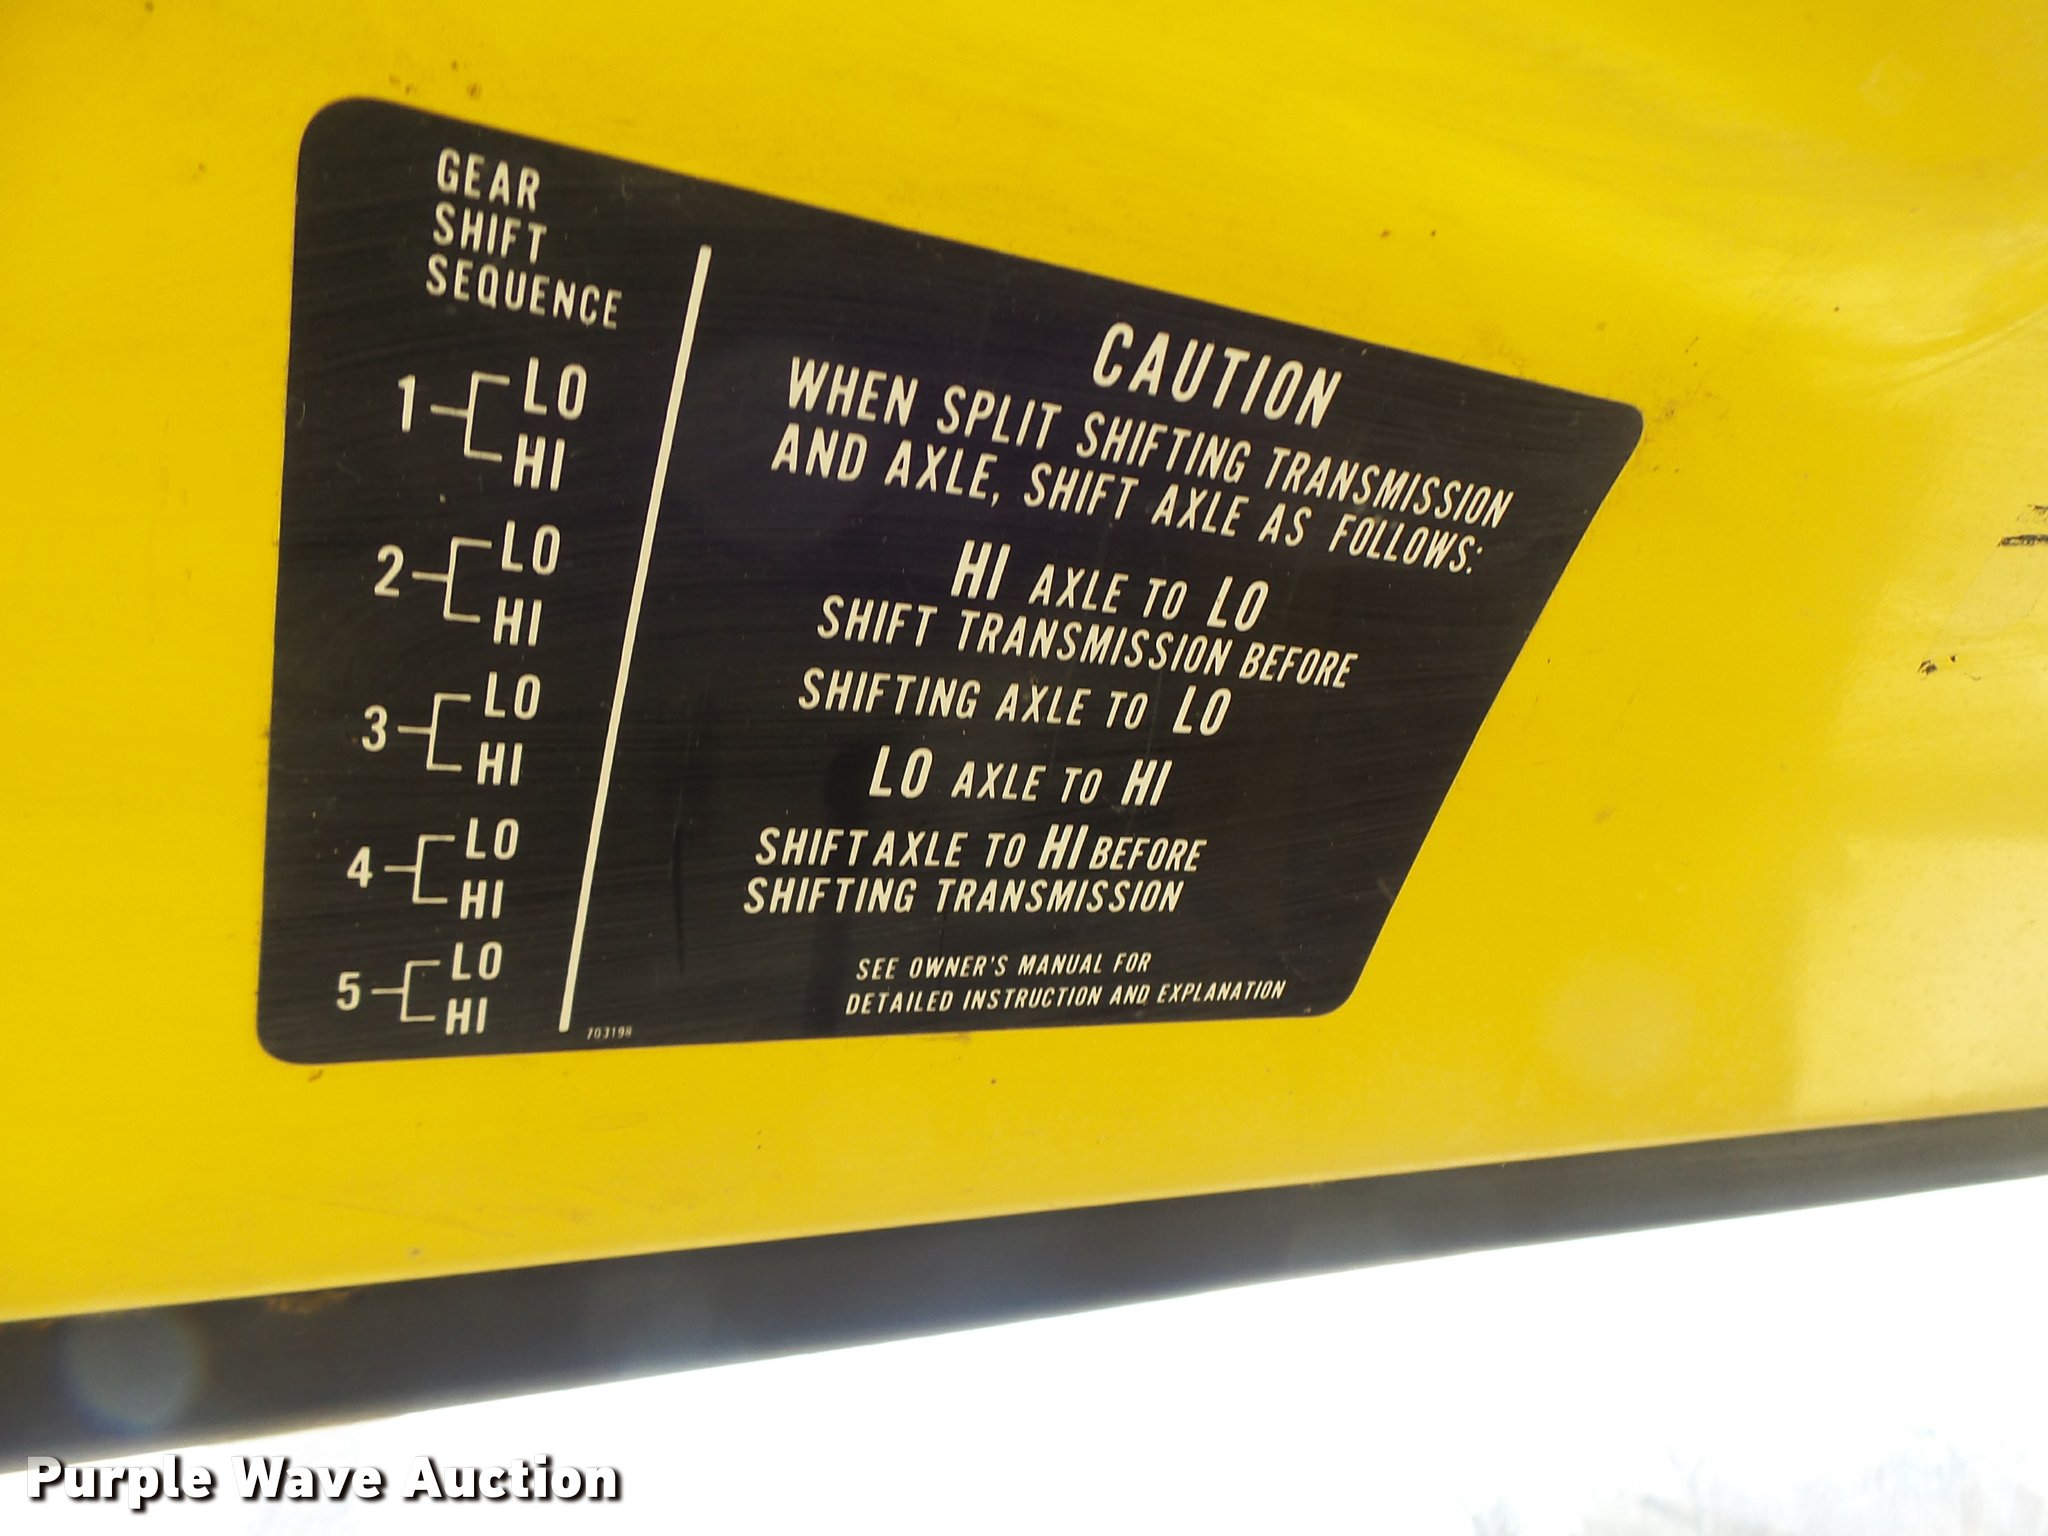 GEAR
SHIFT
SEQUENCE
1 LO
HI
2 LO
HI
3 LO
HI
4 LO
HI
5 LO
HI
CAUTION
WHEN SPLIT SHIFTING TRANSMISSION
AND AXLE, SHIFT AXLE AS FOLLOWS:
HI AXLE TO LO
SHIFT TRANSMISSION BEFORE
SHIFTING AXLE TO LO
LO AXLE TO HI
SHIFT AXLE TO HI BEFORE
SHIFTING TRANSMISSION
SEE OWNER'S MANUAL FOR
DETAILED INSTRUCTION AND EXPLANATION
703198
Purple Wave Auction